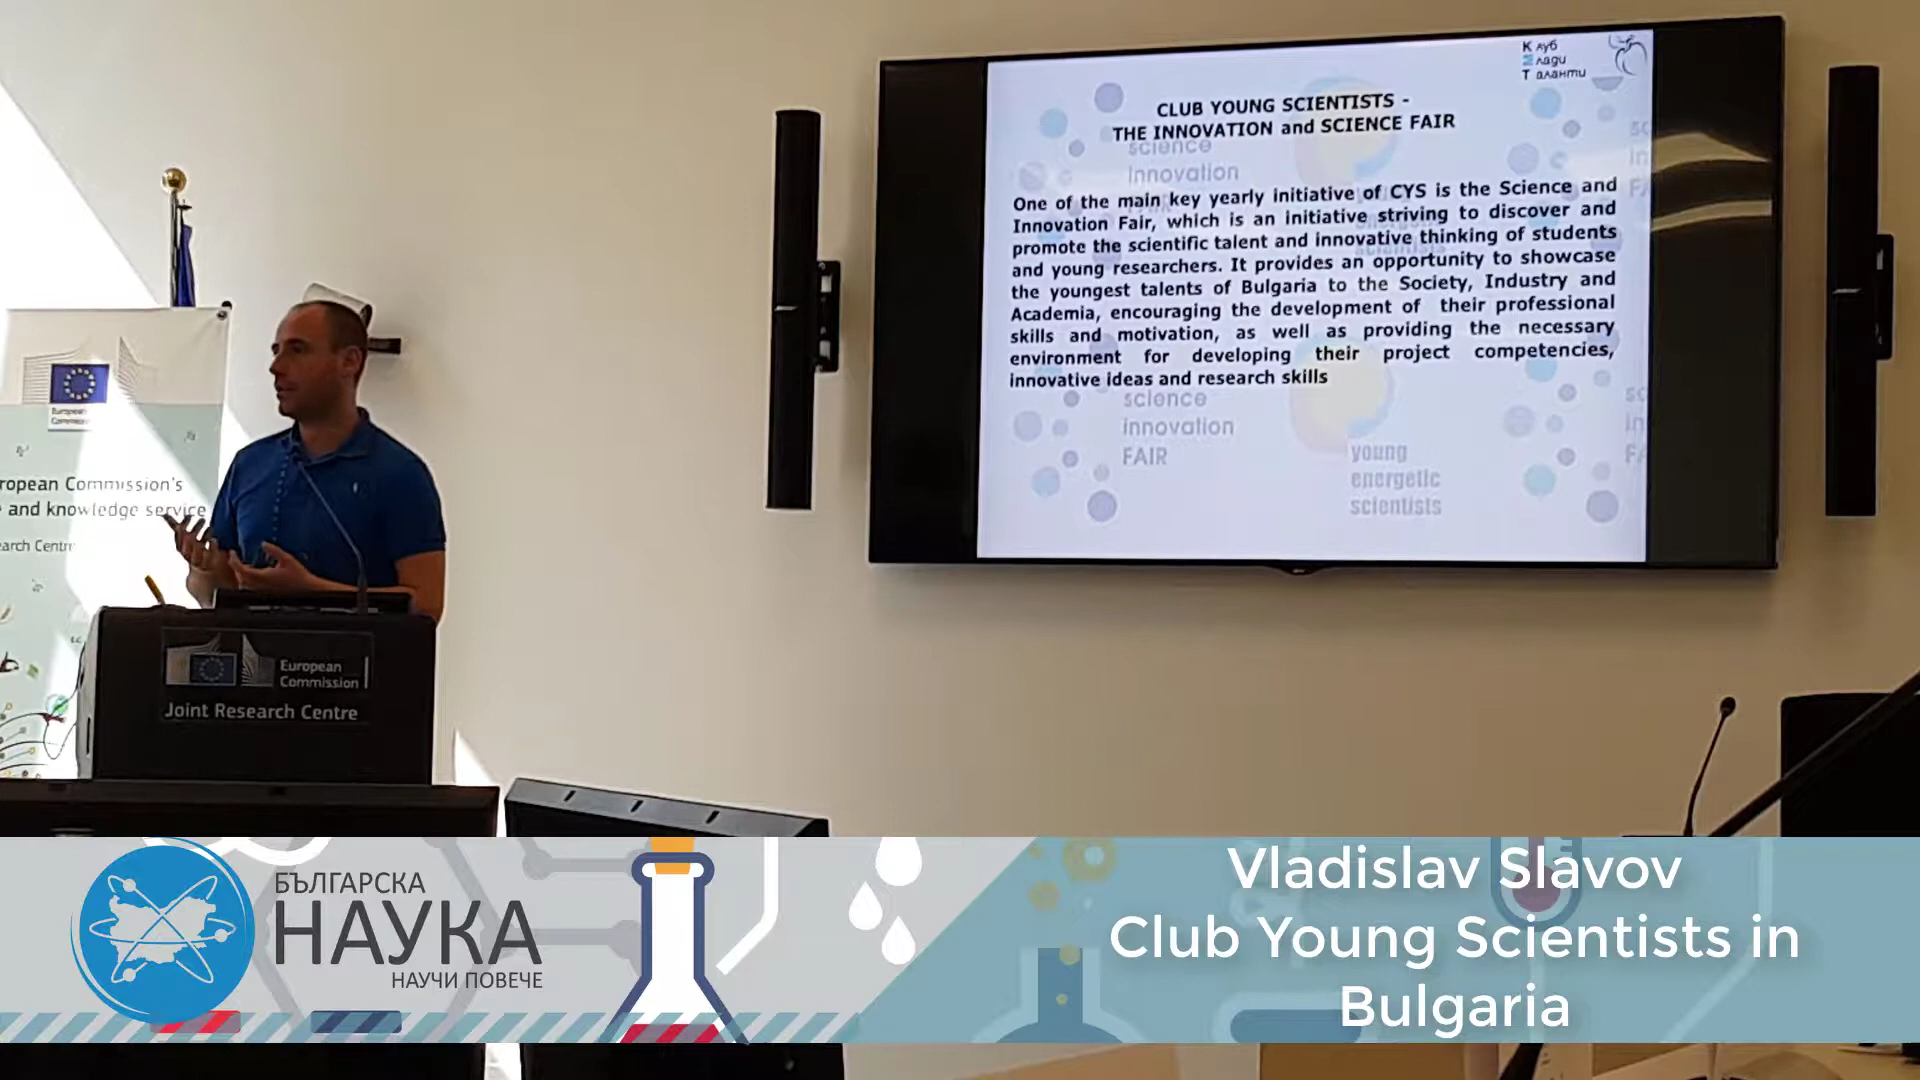 К луб
М лади
Т аланти
CLUB YOUNG SCIENTISTS -
THE INNOVATION and SCIENCE FAIR
science
innovation
One of the main key yearly initiative of CYS is the Science and
Innovation Fair, which is an initiative striving to discover and
promote the scientific talent and innovative thinking of students
and young researchers. It provides an opportunity to showcase
the youngest talents of Bulgaria to the Society, Industry and
Academia, encouraging the development of their professional
skills and motivation, as well as providing the necessary
environment for developing their project competencies,
innovative ideas and research skills
science
innovation
FAIR
young
energetic
scientists
European
Commission
ropean Commission's
and knowledge service
earch Centre
European
Commission
Joint Research Centre
БЪЛГАРСКА
НАУКА
НАУЧИ ПОВЕЧЕ
Vladislav Slavov
Club Young Scientists in
Bulgaria